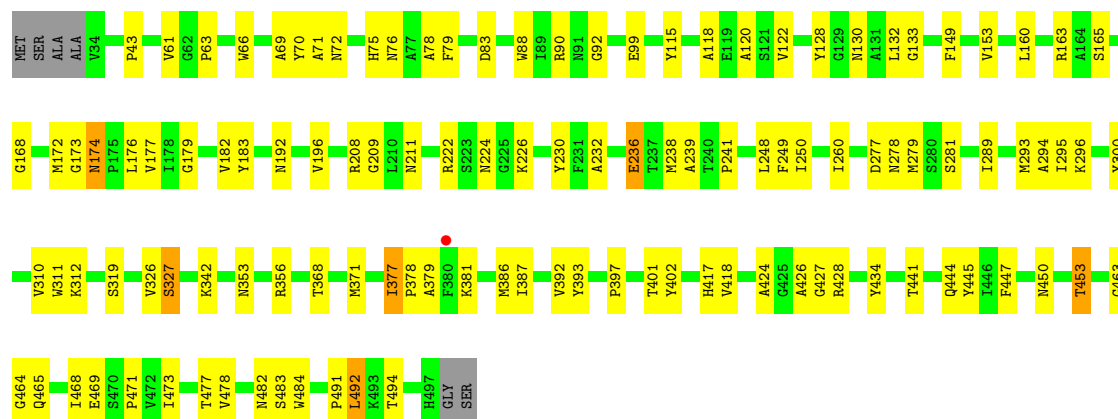 MET SER ALA ALA V34 P43 V61 G62 P63 W66 A69 Y70 A71 N72 H75 N76 A77 A78 F79 D83 W88 I89 R90 N91 G92 E99 Y115 A118 E119 A120 S121 V122 Y128 G129 N130 A131 L132 G133 F149 V153 L160 R163 A164 S165
G168 M172 G173 N174 P175 L176 V177 I178 G179 V182 Y183 N192 V196 R208 G209 L210 N211 R222 S223 N224 G225 K226 Y230 F231 A232 E236 T237 M238 A239 T240 P241 L248 F249 I250 I260 D277 N278 M279 S280 S281 I289 M293 A294 I295 K296
V310 W311 K312 S319 V326 S327 K342 N353 R356 T368 M371 I377 P378 A379 F380 K381 M386 I387 V392 Y393 P397 T401 Y402 H417 V418 A424 G425 A426 G427 R428 Y434 T441 Q444 Y445 I446 F447 N450 T453
G464 Q465 I468 E469 S470 P471 V472 I473 T477 V478 N482 S483 W484 P491 L492 K493 T494 H497 GLY SER